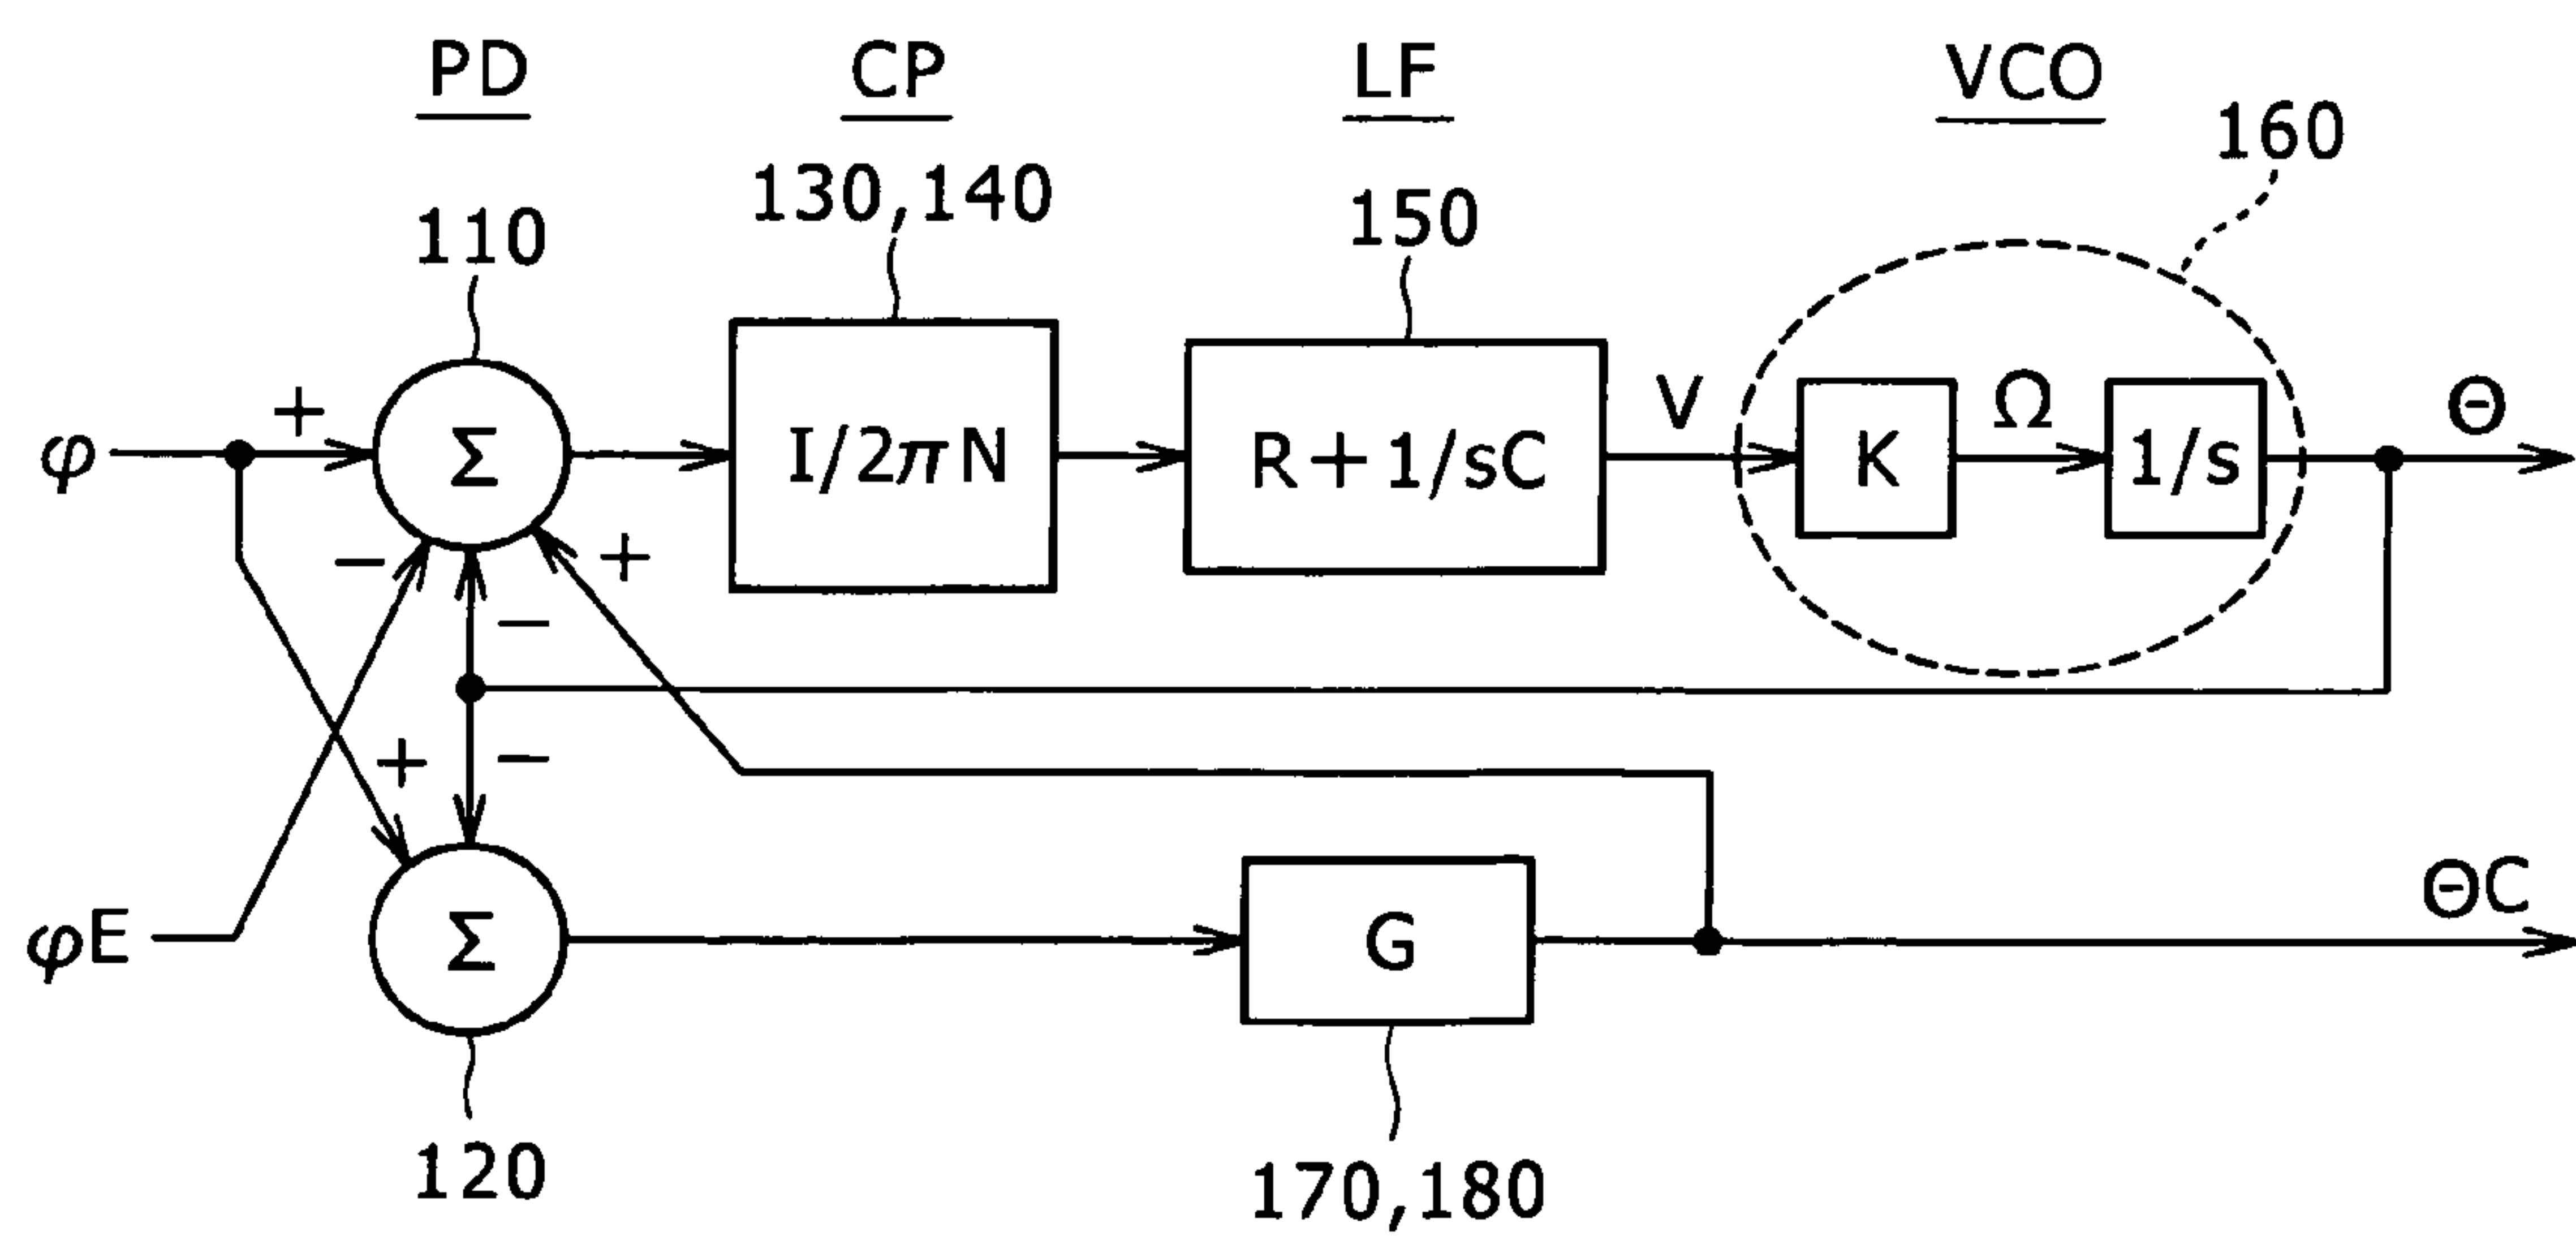 PD
CP
LF
VCO
160
130,140
150
110
φ
+
Σ
I/2πN
R+1/sC
V
K
Ω
1/s
Θ
−
+
−
+
−
φE
Σ
G
ΘC
120
170,180